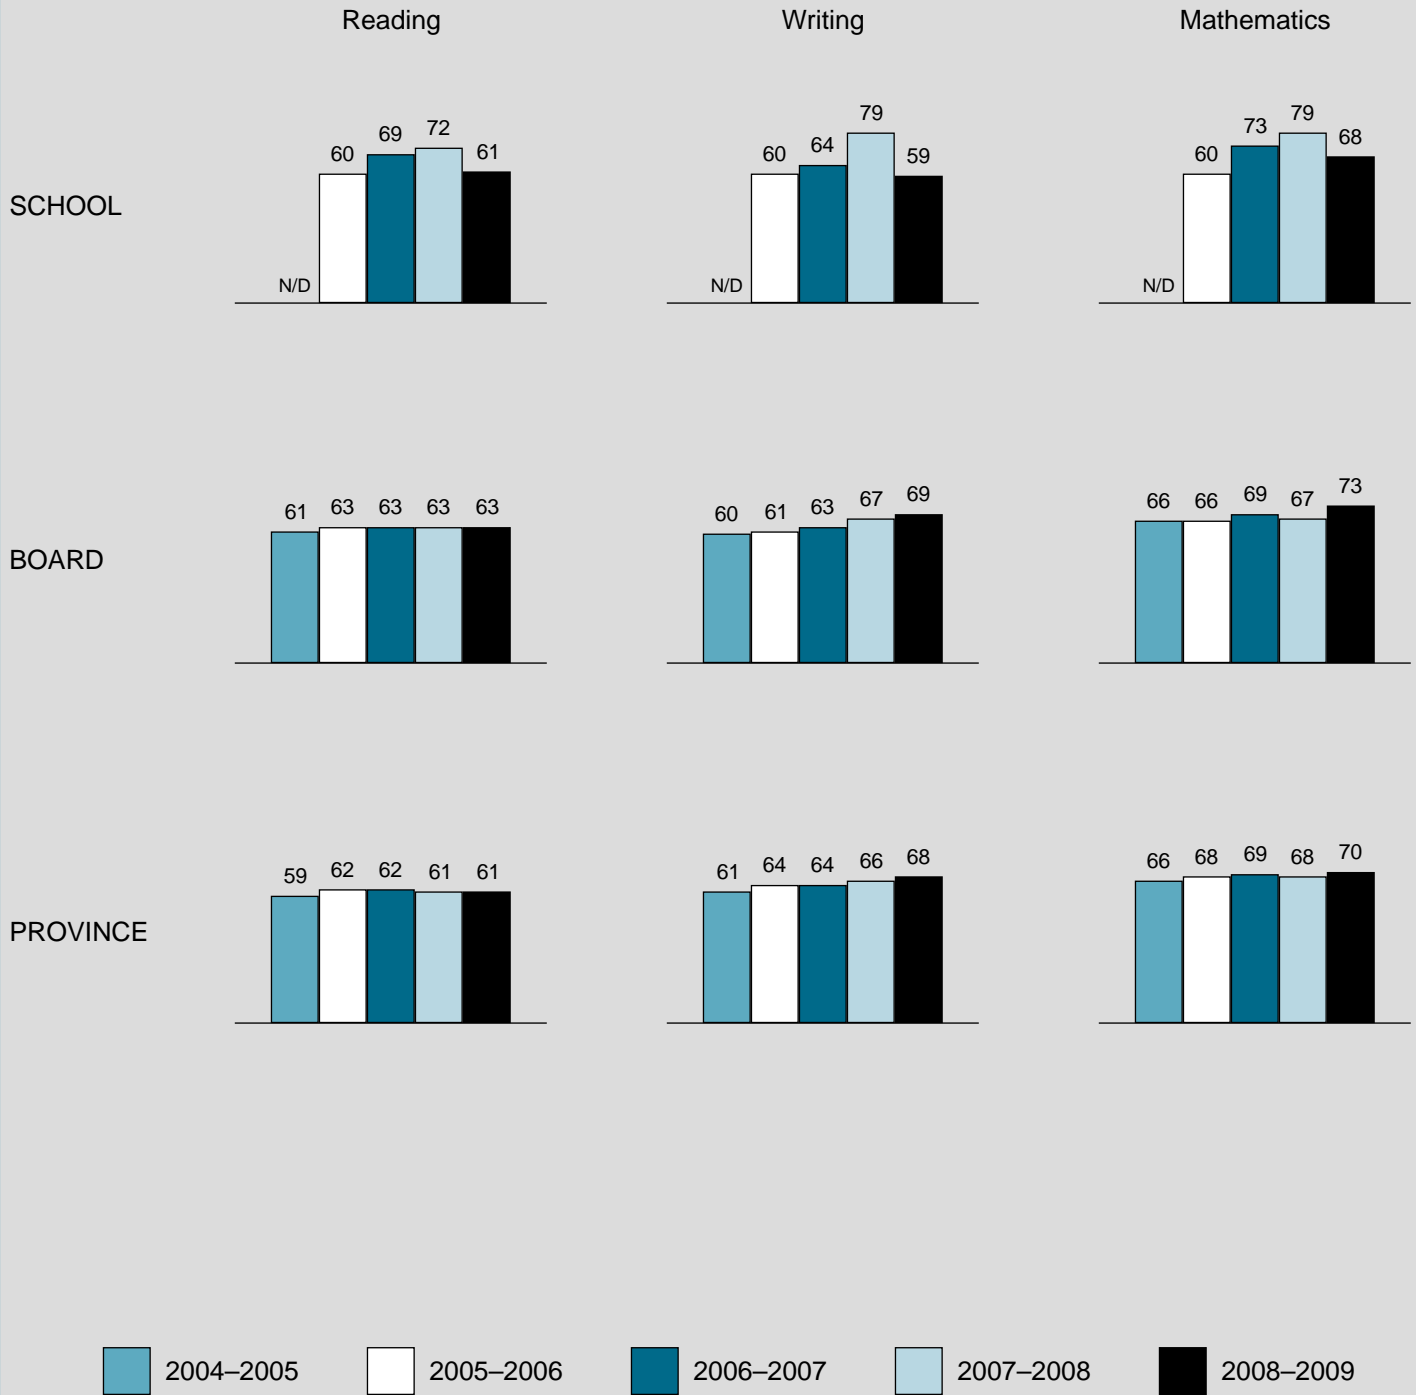 Reading Writing Mathematics
SCHOOL
N/D 60 69 72 61
N/D 60 64 79 59
N/D 60 73 79 68
BOARD
61 63 63 63 63
60 61 63 67 69
66 66 69 67 73
PROVINCE
59 62 62 61 61
61 64 64 66 68
66 68 69 68 70
2004–2005 2005–2006 2006–2007 2007–2008 2008–2009